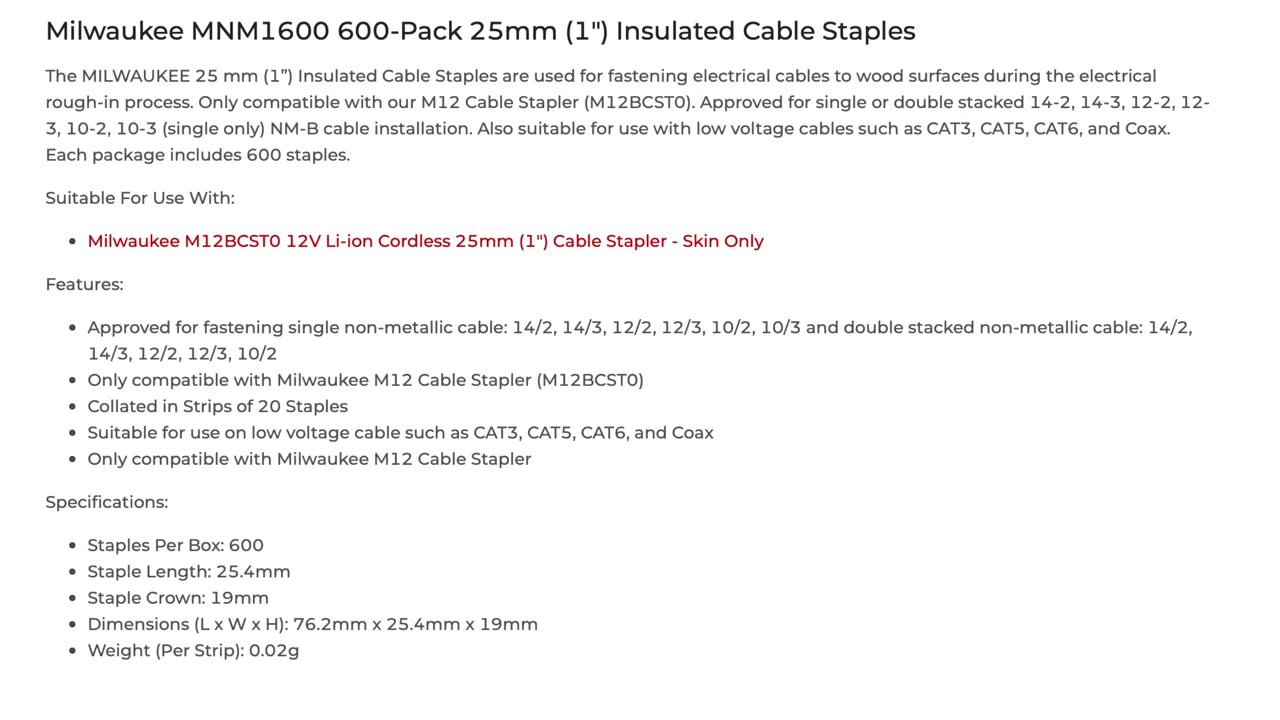 Milwaukee MNM1600 600-Pack 25mm (1") Insulated Cable Staples
The MILWAUKEE 25 mm (1”) Insulated Cable Staples are used for fastening electrical cables to wood surfaces during the electrical
rough-in process. Only compatible with our M12 Cable Stapler (M12BCST0). Approved for single or double stacked 14-2, 14-3, 12-2, 12-
3, 10-2, 10-3 (single only) NM-B cable installation. Also suitable for use with low voltage cables such as CAT3, CAT5, CAT6, and Coax.
Each package includes 600 staples.
Suitable For Use With:
• Milwaukee M12BCST0 12V Li-ion Cordless 25mm (1") Cable Stapler - Skin Only
Features:
• Approved for fastening single non-metallic cable: 14/2, 14/3, 12/2, 12/3, 10/2, 10/3 and double stacked non-metallic cable: 14/2,
14/3, 12/2, 12/3, 10/2
• Only compatible with Milwaukee M12 Cable Stapler (M12BCST0)
• Collated in Strips of 20 Staples
• Suitable for use on low voltage cable such as CAT3, CAT5, CAT6, and Coax
• Only compatible with Milwaukee M12 Cable Stapler
Specifications:
• Staples Per Box: 600
• Staple Length: 25.4mm
• Staple Crown: 19mm
• Dimensions (L x W x H): 76.2mm x 25.4mm x 19mm
• Weight (Per Strip): 0.02g